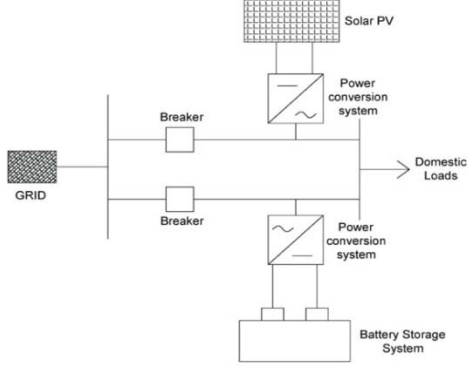 Solar PV
Power
conversion
system
Breaker
Domestic
Loads
GRID
Breaker
Power
conversion
system
Battery Storage
System